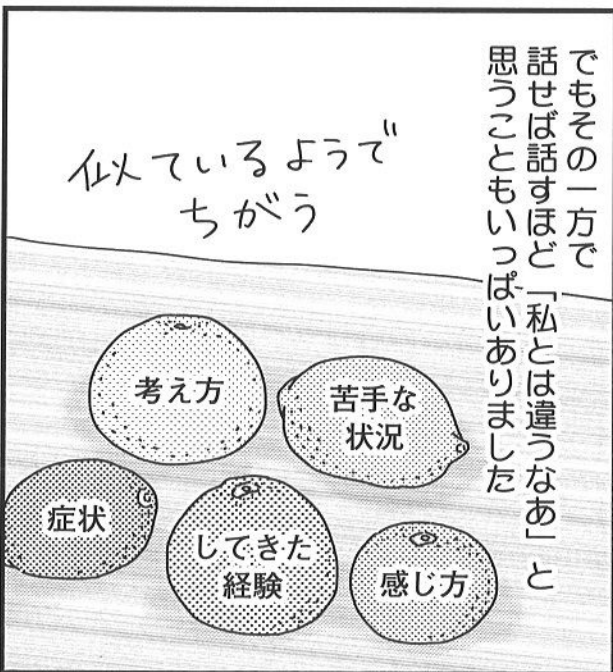 でもその一方で
話せば話すほど「私とは違うなあ」と
思うこともいっぱいありました
似ているようで
ちがう
考え方
苦手な
状況
症状
してきた
経験
感じ方